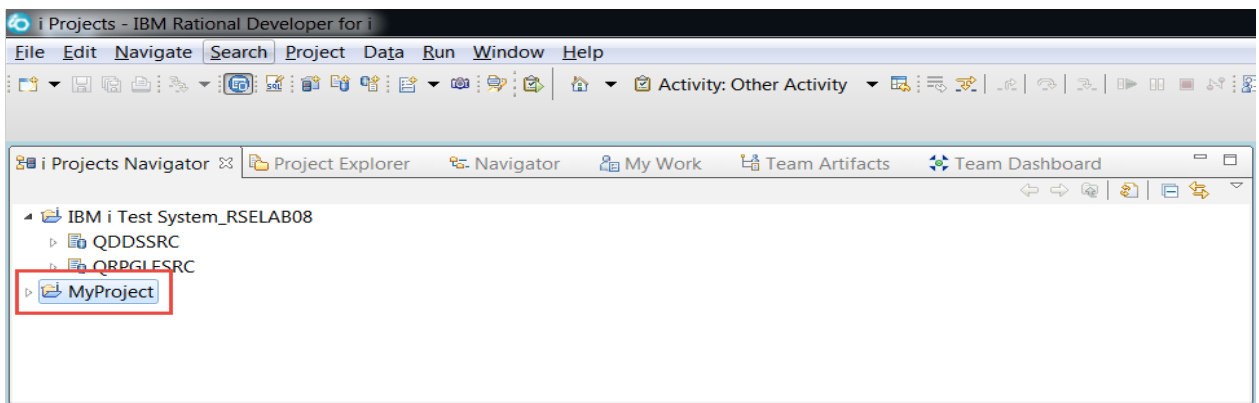 i Projects - IBM Rational Developer for i
File Edit Navigate Search Project Data Run Window Help
SQL Activity: Other Activity
i Projects Navigator Project Explorer Navigator My Work Team Artifacts Team Dashboard
IBM i Test System_RSELAB08
QDDSSRC
QRPGLESRC
MyProject